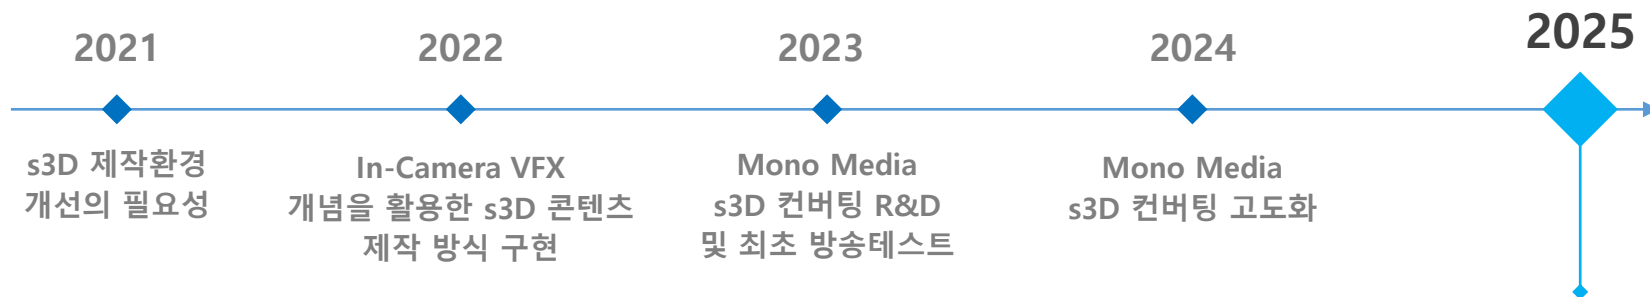 2021
2022
2023
2024
2025
s3D 제작환경
개선의 필요성
In-Camera VFX
개념을 활용한 s3D 콘텐츠
제작 방식 구현
Mono Media
s3D 컨버팅 R&D
및 최초 방송테스트
Mono Media
s3D 컨버팅 고도화